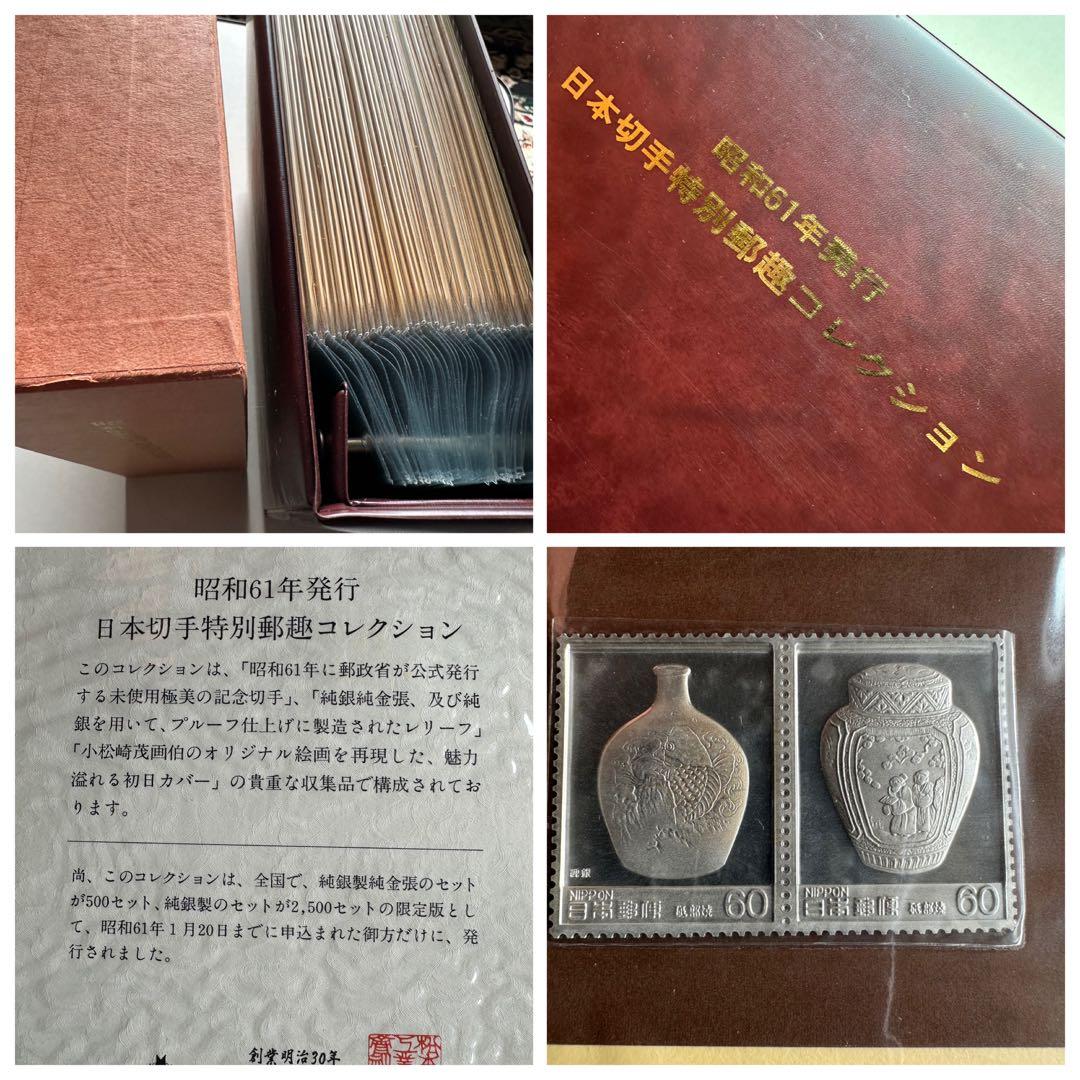 昭和61年発行
日本切手特別郵趣コレクション
昭和61年発行
日本切手特別郵趣コレクション
このコレクションは、「昭和61年に郵政省が公式発行
する未使用極美の記念切手」、「純銀純金張、及び純
銀を用いて、プルーフ仕上げに製造されたレリーフ」
「小松崎茂画伯のオリジナル絵画を再現した、魅力
溢れる初日カバー」の貴重な収集品で構成されてお
ります。
尚、このコレクションは、全国で、純銀製純金張のセット
が500セット、純銀製のセットが2,500セットの限定版とし
て、昭和61年1月20日までに申込まれた御方だけに、発
行されました。
創業明治30年
純銀
NIPPON
日本郵便 砥部焼 60
NIPPON
日本郵便 砥部焼 60